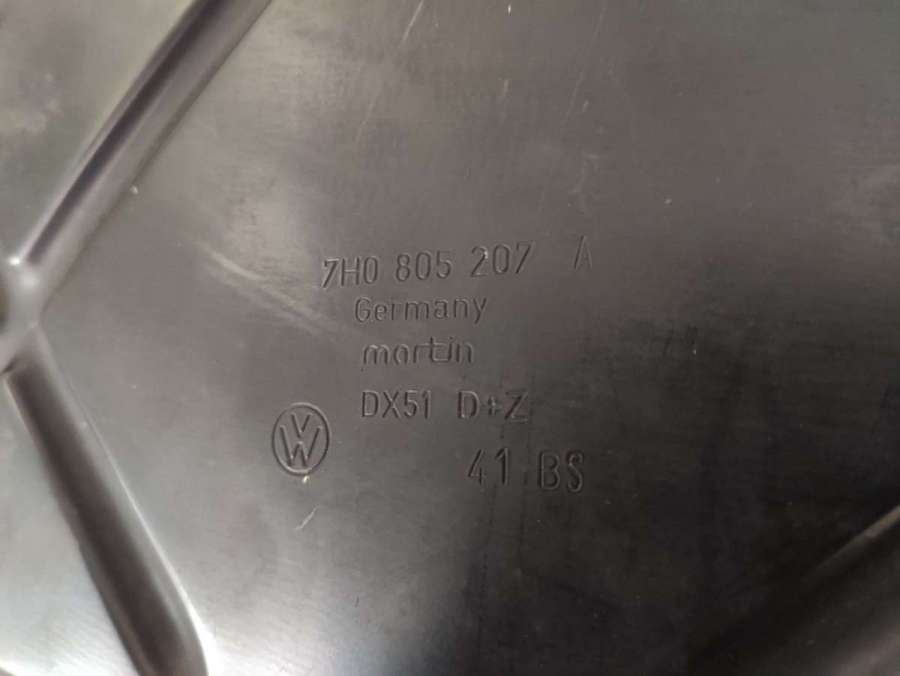 7H0 805 207 A
Germany
martin
DX51 D+Z
VW
41 BS